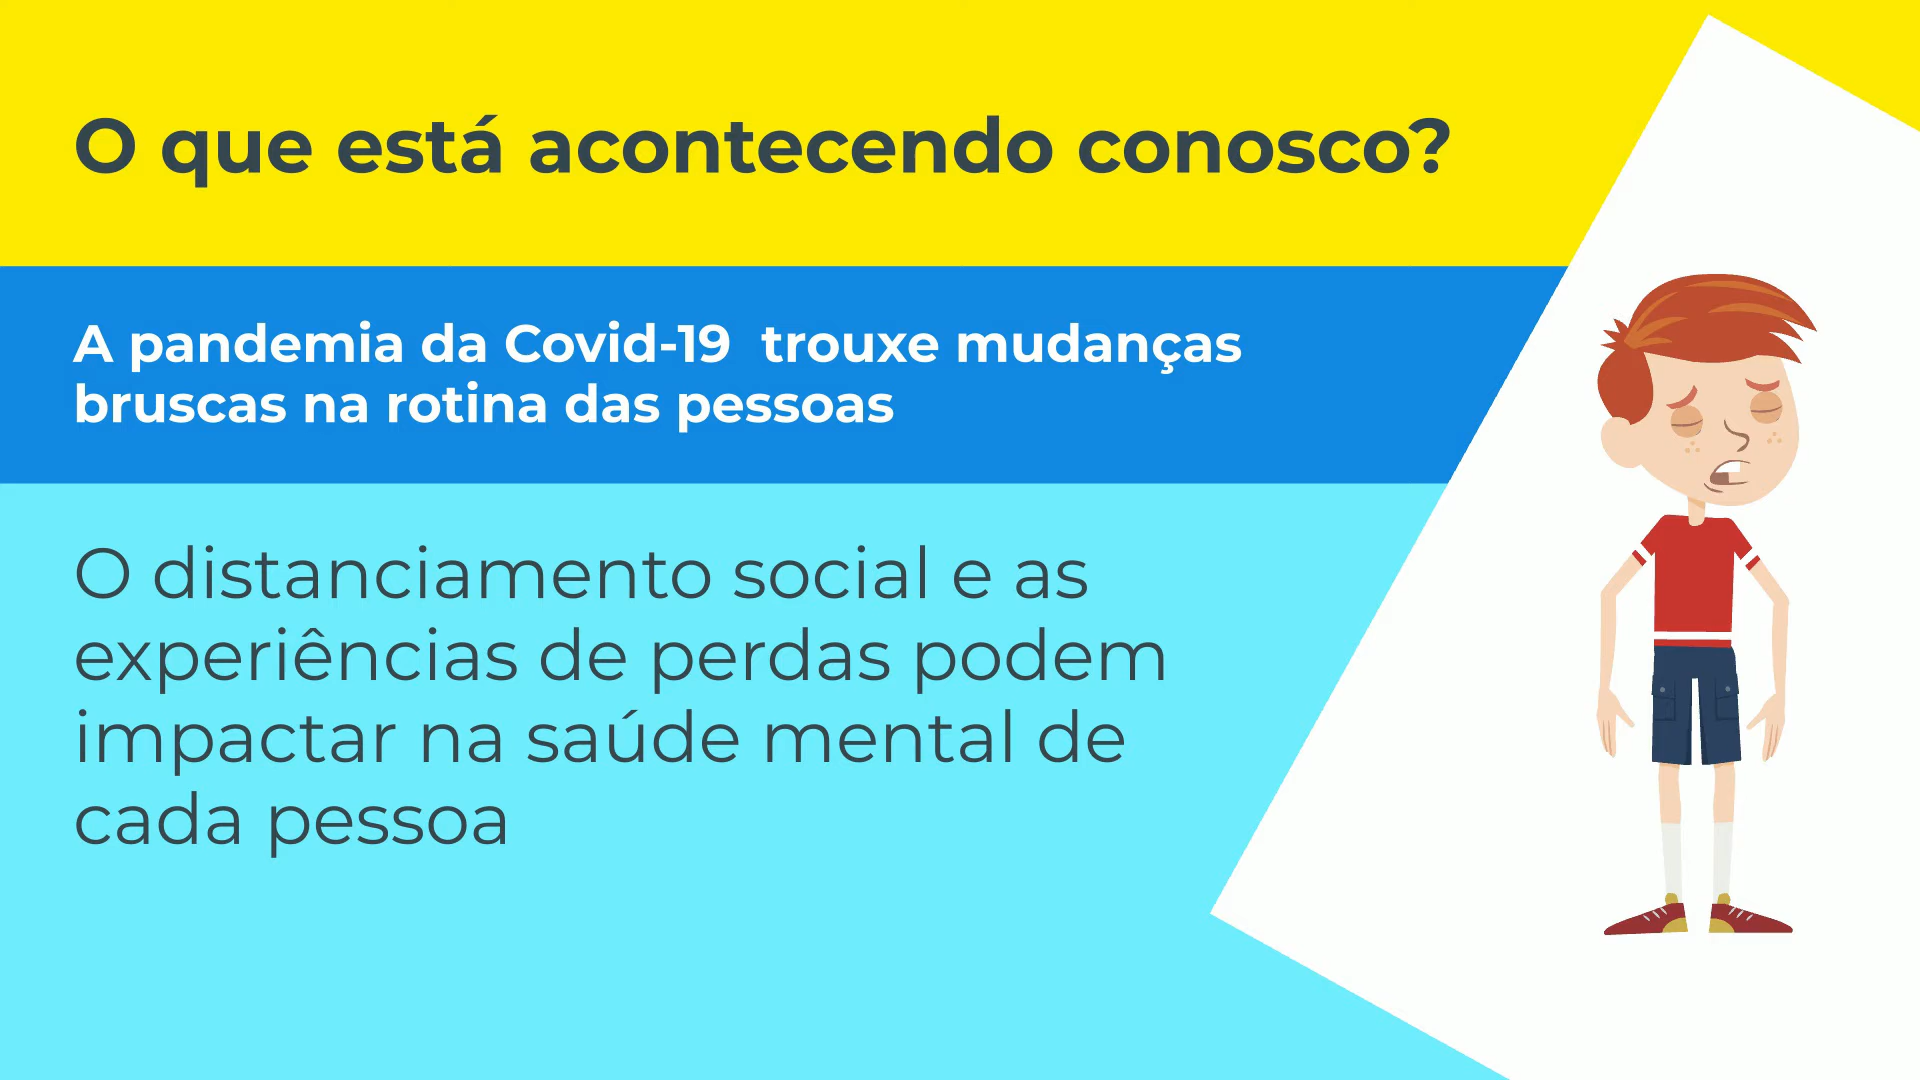 O que está acontecendo conosco?
A pandemia da Covid-19  trouxe mudanças
bruscas na rotina das pessoas
O distanciamento social e as
experiências de perdas podem
impactar na saúde mental de
cada pessoa